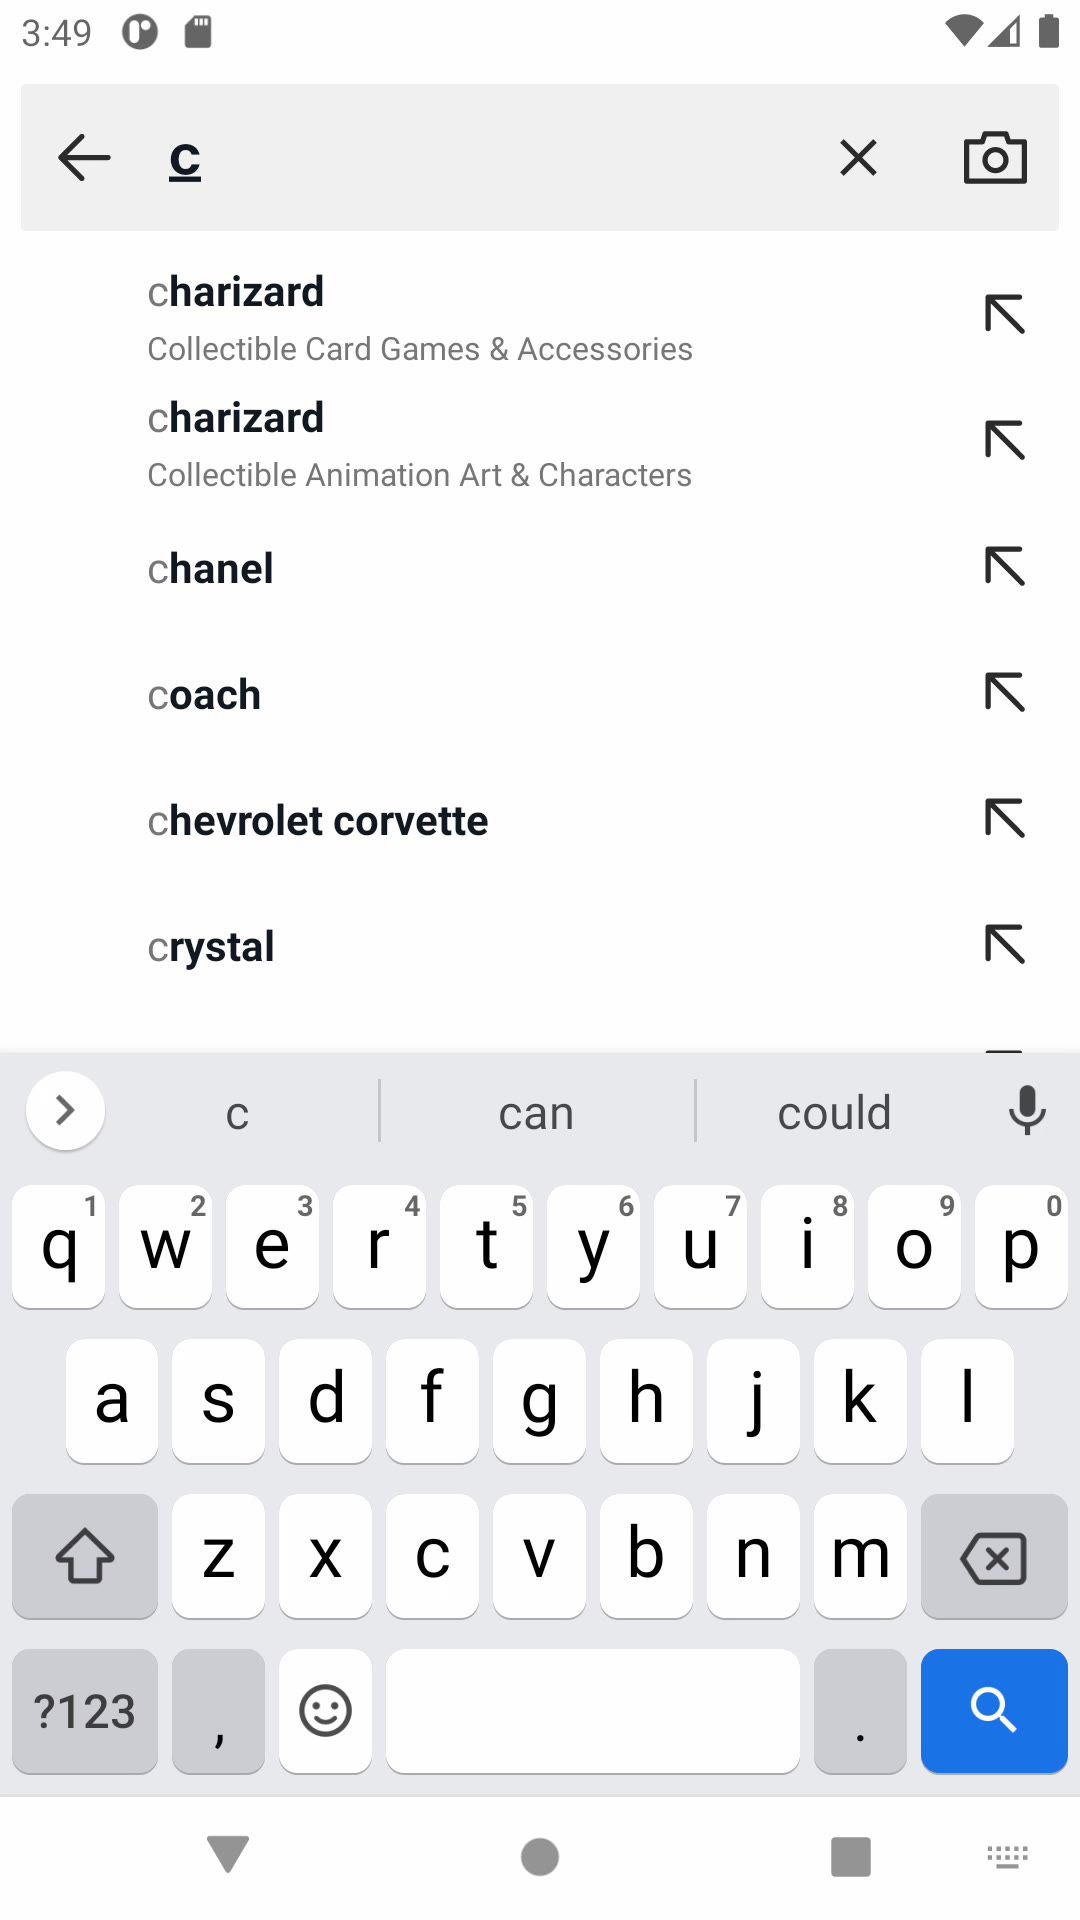 3:49
c
charizard
Collectible Card Games & Accessories
charizard
Collectible Animation Art & Characters
chanel
coach
chevrolet corvette
crystal
c can could
1 2 3 4 5 6 7 8 9 0
q w e r t y u i o p
a s d f g h j k l
z x c v b n m
?123 , .